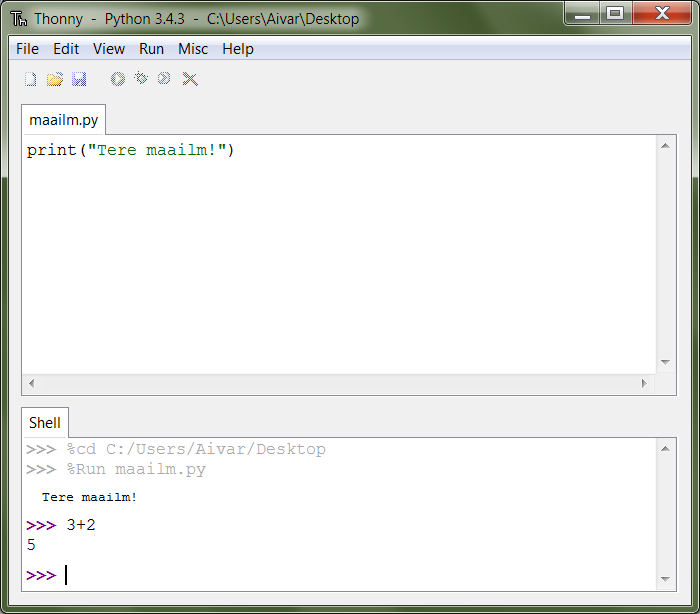 Thonny - Python 3.4.3 - C:\Users\Aivar\Desktop
File Edit View Run Misc Help
maailm.py
print("Tere maailm!")
Shell
>>> %cd C:/Users/Aivar/Desktop
>>> %Run maailm.py
Tere maailm!
>>> 3+2
5
>>>